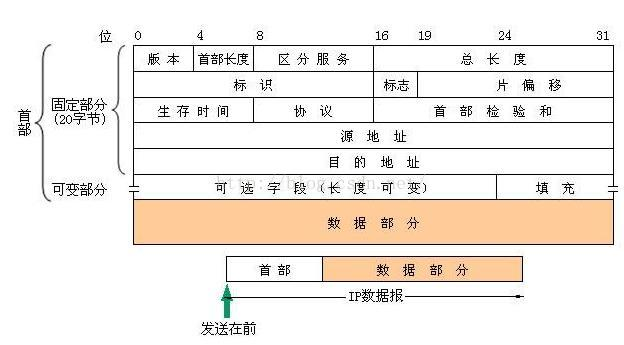 位 0 4 8 16 19 24 31
版本 首部长度 区分服务 总长度
标识 标志 片偏移
生存时间 协议 首部检验和
源地址
目的地址
可选字段（长度可变） 填充
数据部分
首部
固定部分
（20字节）
可变部分
http://blog.csdn.net/
首部 数据部分
IP数据报
发送在前